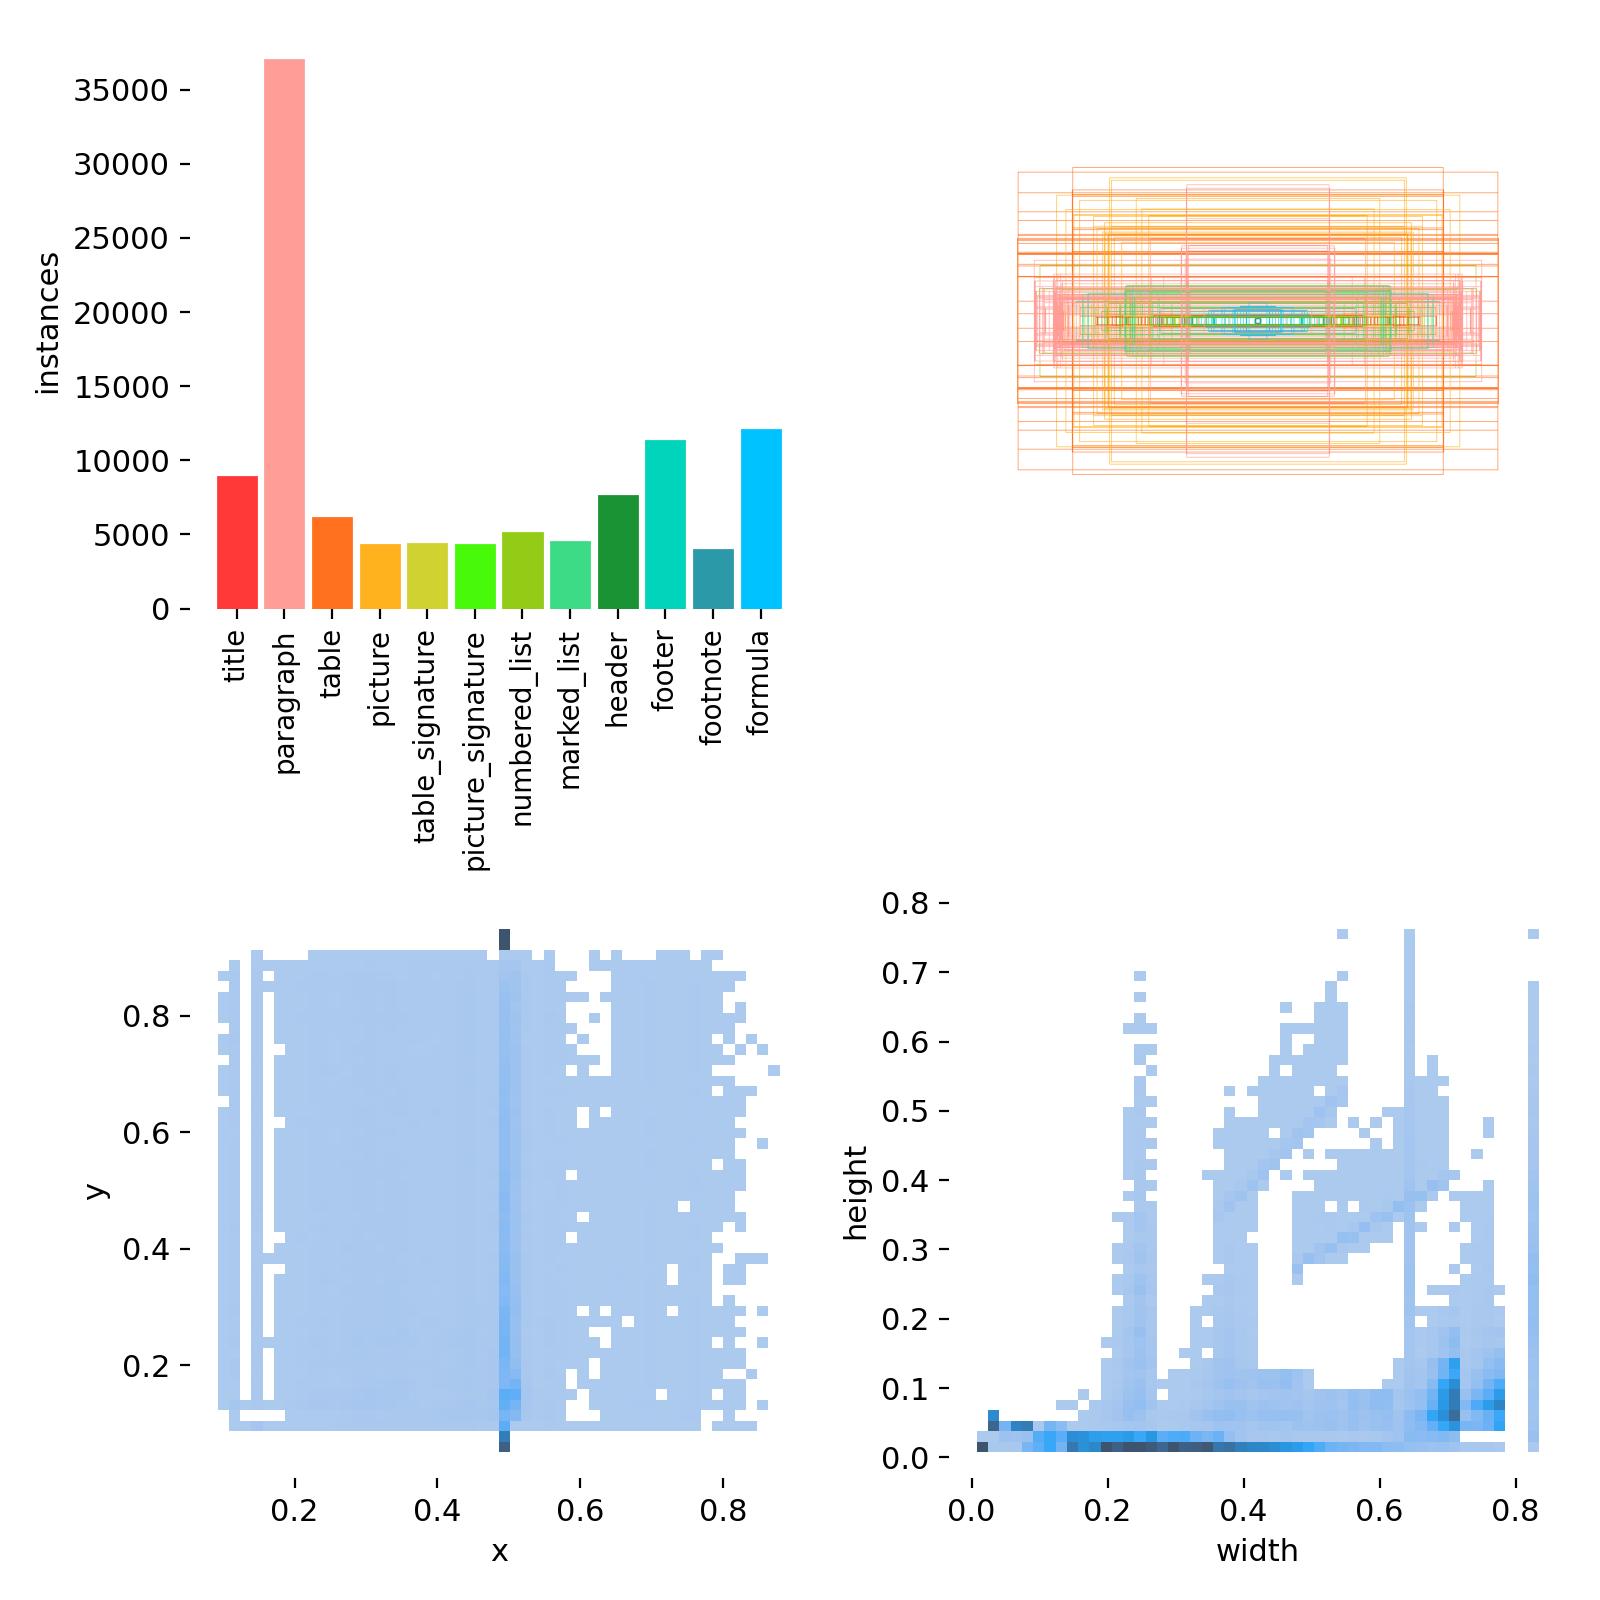 35000
30000
25000
20000
15000
10000
5000
0
instances
title
paragraph
table
picture
table_signature
picture_signature
numbered_list
marked_list
header
footer
footnote
formula
0.8
0.6
0.4
0.2
y
0.2
0.4
0.6
0.8
x
0.8
0.7
0.6
0.5
0.4
0.3
0.2
0.1
0.0
height
0.0
0.2
0.4
0.6
0.8
width